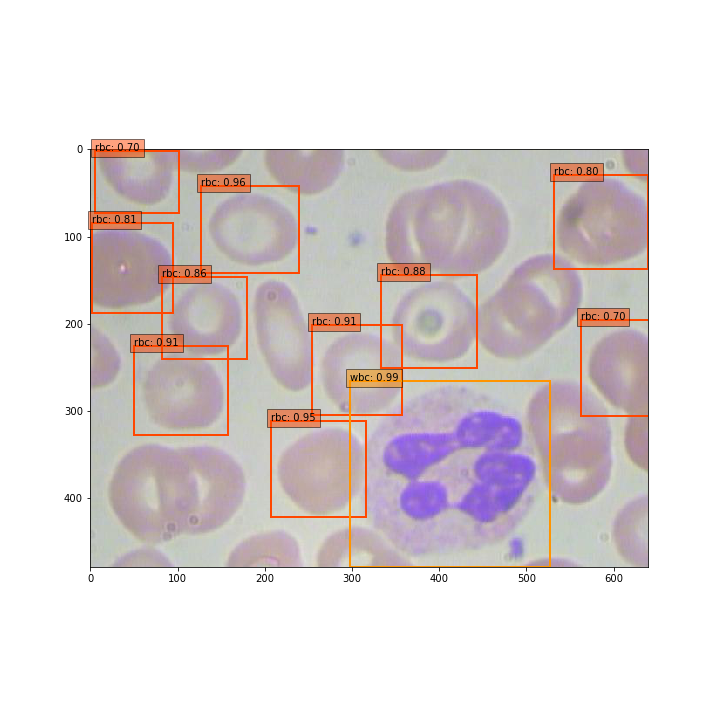 rbc: 0.70
rbc: 0.80
rbc: 0.96
rbc: 0.81
rbc: 0.86
rbc: 0.88
rbc: 0.91
rbc: 0.70
rbc: 0.91
wbc: 0.99
rbc: 0.95
0
100
200
300
400
0 100 200 300 400 500 600